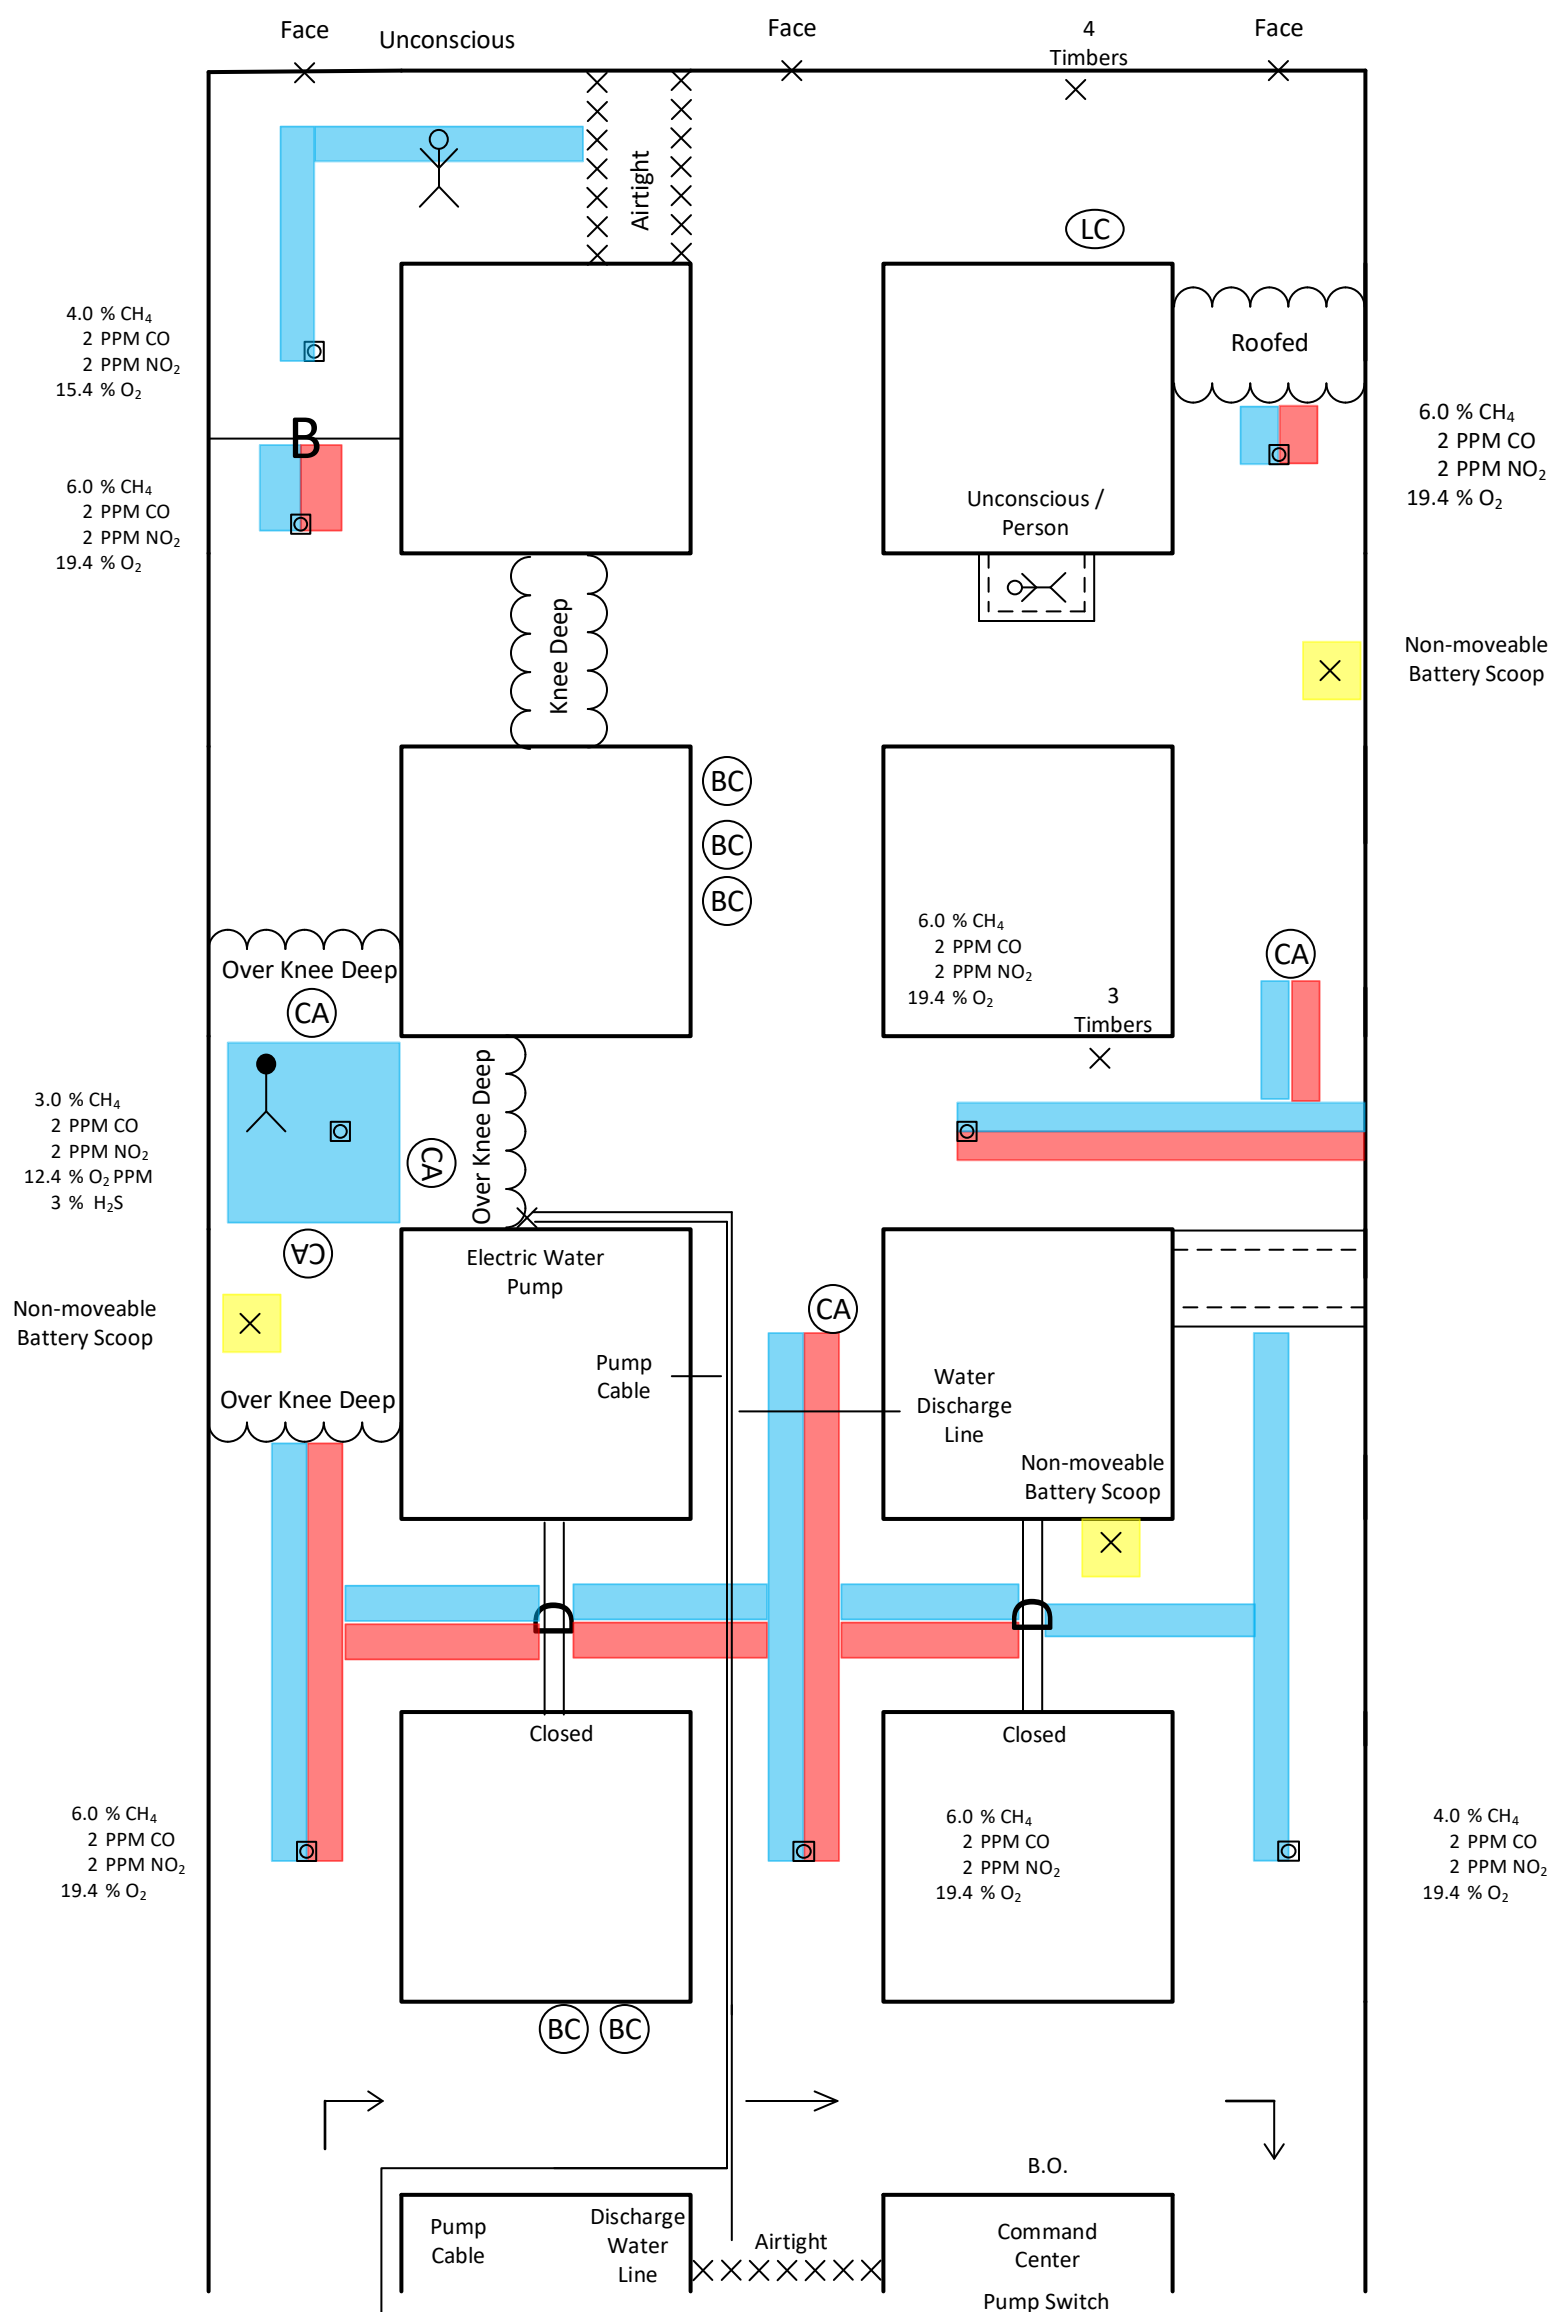 Face
Unconscious
Face
4
Timbers
Face
Airtight
LC
4.0 % CH₄
2 PPM CO
2 PPM NO₂
15.4 % O₂
Roofed
B
6.0 % CH₄
2 PPM CO
2 PPM NO₂
19.4 % O₂
6.0 % CH₄
2 PPM CO
2 PPM NO₂
19.4 % O₂
Unconscious /
Person
Knee Deep
Non-moveable
Battery Scoop
BC
BC
BC
6.0 % CH₄
2 PPM CO
2 PPM NO₂
19.4 % O₂
3
Timbers
CA
Over Knee Deep
CA
3.0 % CH₄
2 PPM CO
2 PPM NO₂
12.4 % O₂ PPM
3 % H₂S
CA
Over Knee Deep
CA
Electric Water
Pump
Non-moveable
Battery Scoop
CA
Pump
Cable
Water
Discharge
Line
Over Knee Deep
Non-moveable
Battery Scoop
Closed
Closed
6.0 % CH₄
2 PPM CO
2 PPM NO₂
19.4 % O₂
6.0 % CH₄
2 PPM CO
2 PPM NO₂
19.4 % O₂
4.0 % CH₄
2 PPM CO
2 PPM NO₂
19.4 % O₂
BC BC
B.O.
Pump
Cable
Discharge
Water
Line
Airtight
Command
Center
Pump Switch